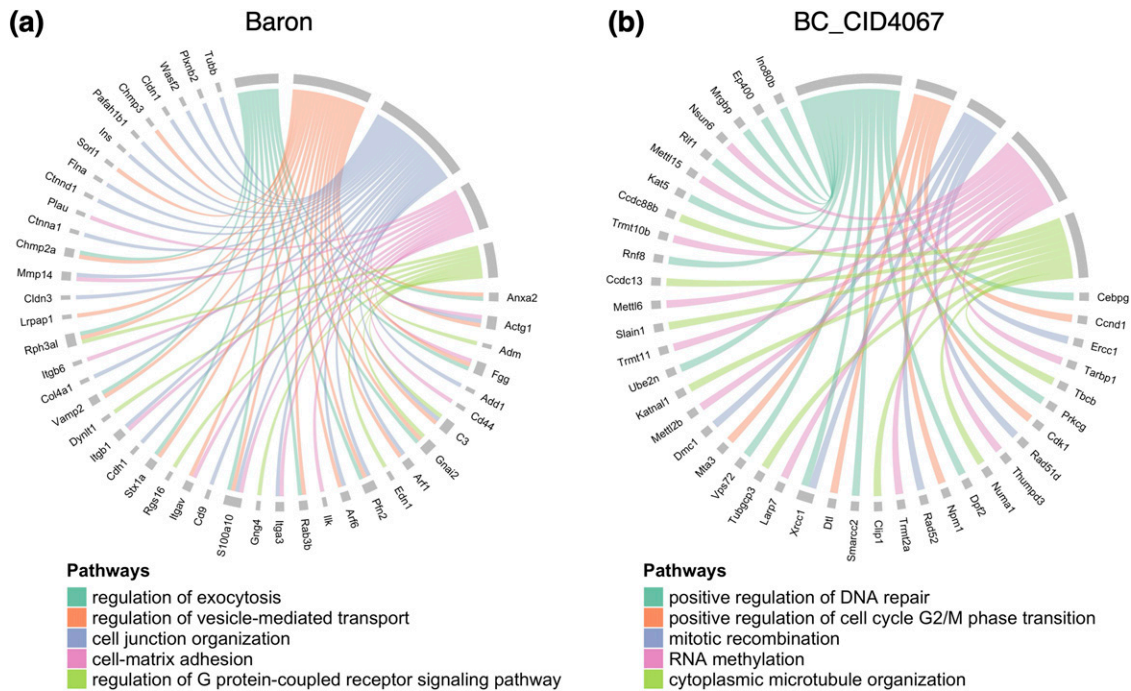 (a)
Baron
Tubb
Plxnb2
Wasf2
Cldn1
Chmp3
Pafah1b1
Ins
Sorl1
Flna
Ctnnd1
Plau
Ctnna1
Chmp2a
Mmp14
Cldn3
Lrpap1
Rph3al
Itgb6
Col4a1
Vamp2
Dynlt1
Itgb1
Cdh1
Stx1a
Rgs16
Itgav
Cd9
S100a10
Gng4
Itga3
Rab3b
Ilk
Arf6
Pfn2
Edn1
Arf1
Gnai2
C3
Cd44
Add1
Fgg
Adm
Actg1
Anxa2
Pathways
regulation of exocytosis
regulation of vesicle-mediated transport
cell junction organization
cell-matrix adhesion
regulation of G protein-coupled receptor signaling pathway
(b)
BC_CID4067
Ino80b
Ep400
Mrgbp
Nsun6
Rif1
Mettl15
Kat5
Ccdc88b
Trmt10b
Rnf8
Ccdc13
Mettl6
Slain1
Trmt11
Ube2n
Katnal1
Mettl2b
Dmc1
Mta3
Vps72
Tubgcp3
Larp7
Xrcc1
Dtl
Smarcc2
Clip1
Trmt2a
Rad52
Npm1
Dpf2
Numa1
Thumpd3
Rad51d
Cdk1
Prkcg
Tbcb
Tarbp1
Ercc1
Ccnd1
Cebpg
Pathways
positive regulation of DNA repair
positive regulation of cell cycle G2/M phase transition
mitotic recombination
RNA methylation
cytoplasmic microtubule organization